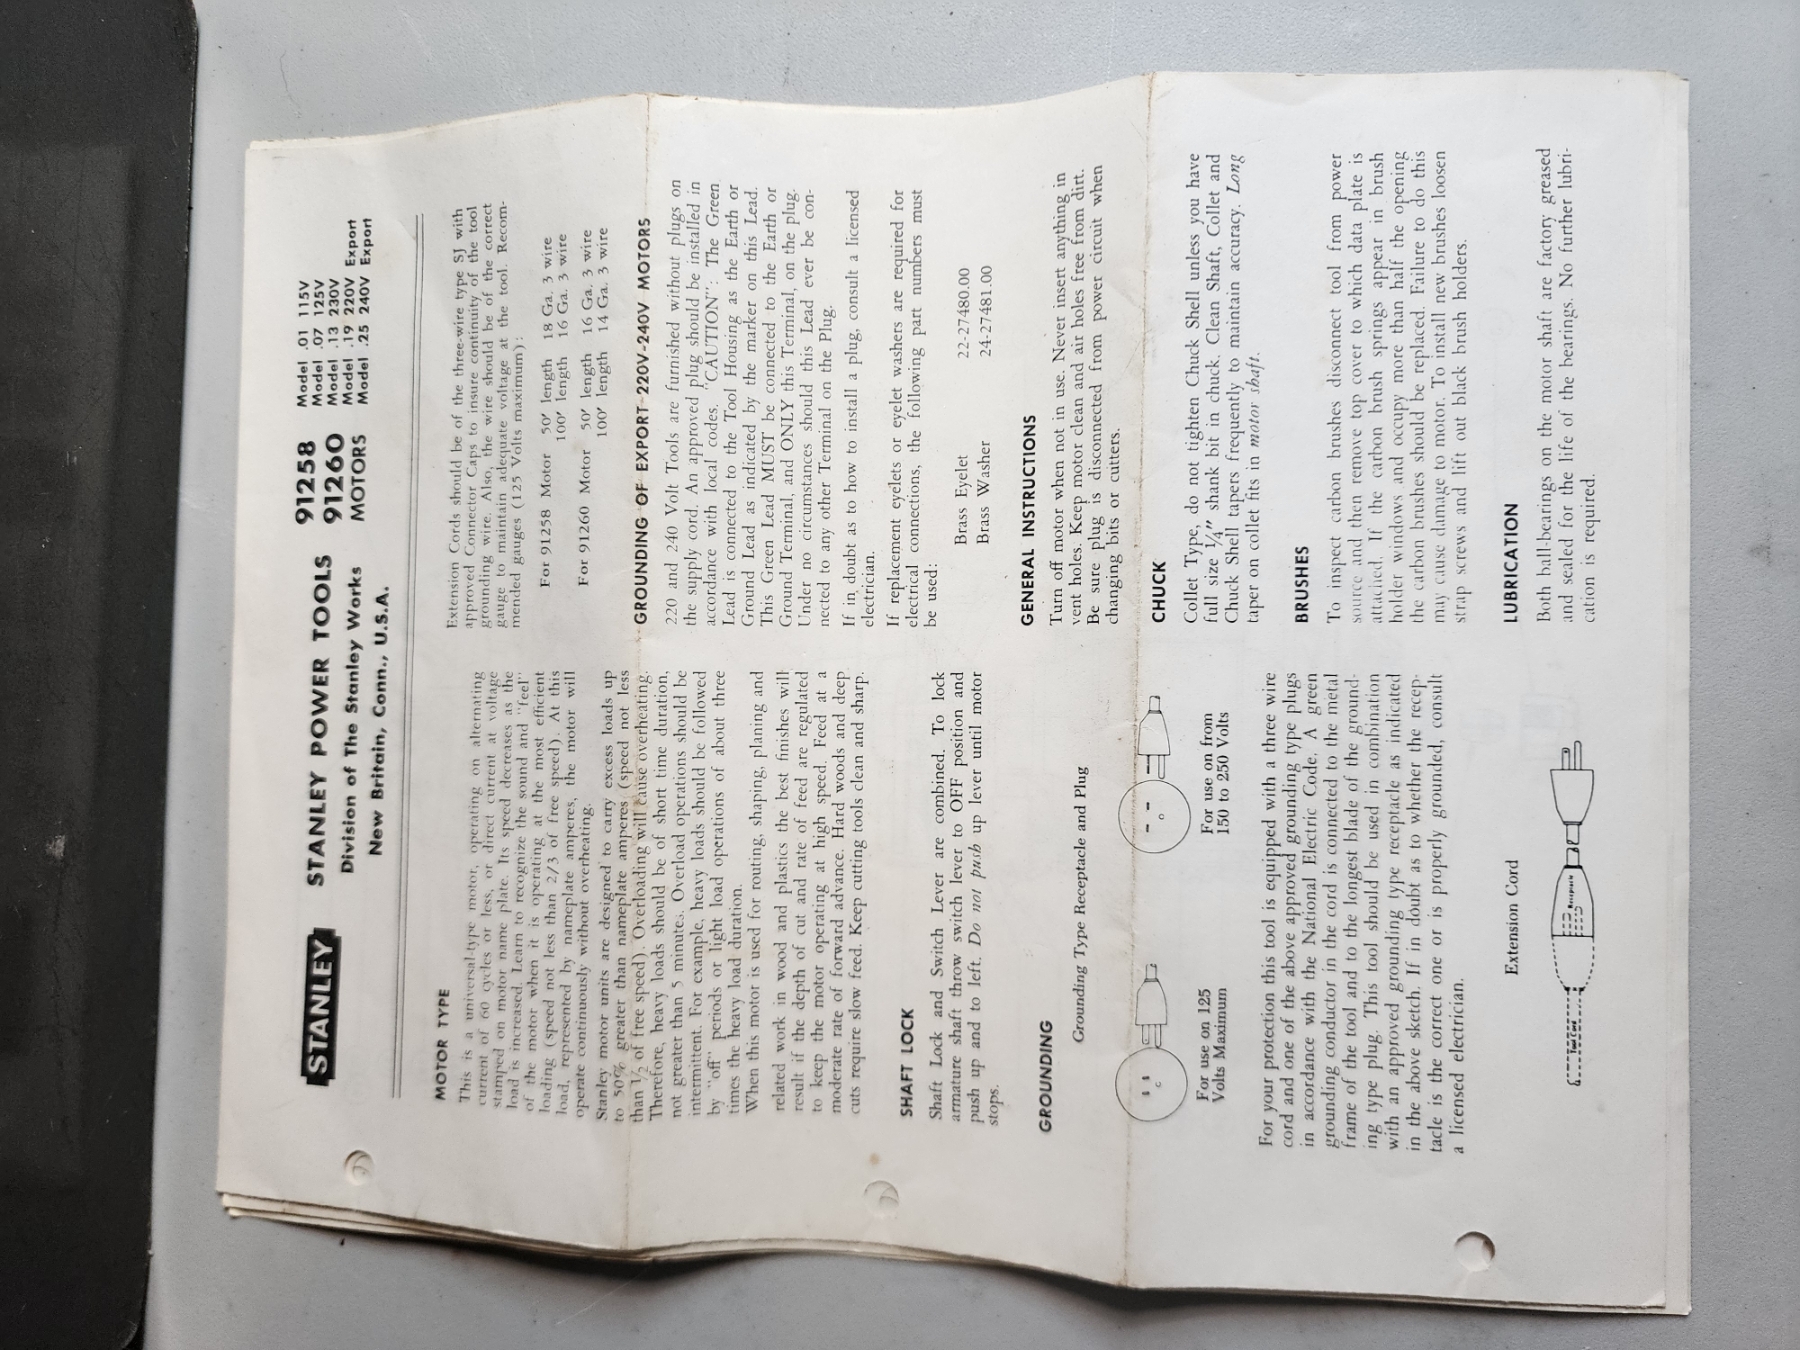 STANLEY
STANLEY POWER TOOLS
Division of The Stanley Works
New Britain, Conn., U.S.A.
91258
91260
MOTORS
Model .01 115V
Model .07 125V
Model .13 230V
Model .19 220V Export
Model .25 240V Export
MOTOR TYPE
This is a universal-type motor, operating on alternating
current of 60 cycles or less, or direct current at voltage
stamped on motor name plate. Its speed decreases as the
load is increased. Learn to recognize the sound and "feel"
of the motor when it is operating at the most efficient
loading (speed not less than 2/3 of free speed). At this
load, represented by nameplate amperes, the motor will
operate continuously without overheating.
Stanley motor units are designed to carry excess loads up
to 50% greater than nameplate amperes (speed not less
than ½ of free speed). Overloading will cause overheating.
Therefore, heavy loads should be of short time duration,
not greater than 5 minutes. Overload operations should be
intermittent. For example, heavy loads should be followed
by "off" periods or light load operations of about three
times the heavy load duration.
When this motor is used for routing, shaping, planing and
related work in wood and plastics the best finishes will
result if the depth of cut and rate of feed are regulated
to keep the motor operating at high speed. Feed at a
moderate rate of forward advance. Hard woods and deep
cuts require slow feed. Keep cutting tools clean and sharp.
SHAFT LOCK
Shaft Lock and Switch Lever are combined. To lock
armature shaft throw switch lever to OFF position and
push up and to left. Do not push up lever until motor
stops.
GROUNDING
Grounding Type Receptacle and Plug
For use on 125
Volts Maximum
For use on from
150 to 250 Volts
For your protection this tool is equipped with a three wire
cord and one of the above approved grounding type plugs
in accordance with the National Electric Code. A green
grounding conductor in the cord is connected to the metal
frame of the tool and to the longest blade of the ground-
ing type plug. This tool should be used in combination
with an approved grounding type receptacle as indicated
in the above sketch. If in doubt as to whether the recep-
tacle is the correct one or is properly grounded, consult
a licensed electrician.
Extension Cord
Receptacle
Extension Cords should be of the three-wire type SJ with
approved Connector Caps to insure continuity of the tool
grounding wire. Also, the wire should be of the correct
gauge to maintain adequate voltage at the tool. Recom-
mended gauges (125 Volts maximum):
For 91258 Motor 50' length 18 Ga. 3 wire
100' length 16 Ga. 3 wire
For 91260 Motor 50' length 16 Ga. 3 wire
100' length 14 Ga. 3 wire
GROUNDING OF EXPORT-220V-240V MOTORS
220 and 240 Volt Tools are furnished without plugs on
the supply cord. An approved plug should be installed in
accordance with local codes. "CAUTION": The Green
Lead is connected to the Tool Housing as the Earth or
Ground Lead as indicated by the marker on this Lead.
This Green Lead MUST be connected to the Earth or
Ground Terminal, and ONLY this Terminal, on the plug.
Under no circumstances should this Lead ever be con-
nected to any other Terminal on the Plug.
If in doubt as to how to install a plug, consult a licensed
electrician.
If replacement eyelets or eyelet washers are required for
electrical connections, the following part numbers must
be used:
Brass Eyelet 22-27480.00
Brass Washer 24-27481.00
GENERAL INSTRUCTIONS
Turn off motor when not in use. Never insert anything in
vent holes. Keep motor clean and air holes free from dirt.
Be sure plug is disconnected from power circuit when
changing bits or cutters.
CHUCK
Collet Type, do not tighten Chuck Shell unless you have
full size ¼" shank bit in chuck. Clean Shaft, Collet and
Chuck Shell tapers frequently to maintain accuracy. Long
taper on collet fits in motor shaft.
BRUSHES
To inspect carbon brushes disconnect tool from power
source and then remove top cover to which data plate is
attached. If the carbon brush springs appear in brush
holder windows and occupy more than half the opening
the carbon brushes should be replaced. Failure to do this
may cause damage to motor. To install new brushes loosen
strap screws and lift out black brush holders.
LUBRICATION
Both ball-bearings on the motor shaft are factory greased
and sealed for the life of the bearings. No further lubri-
cation is required.